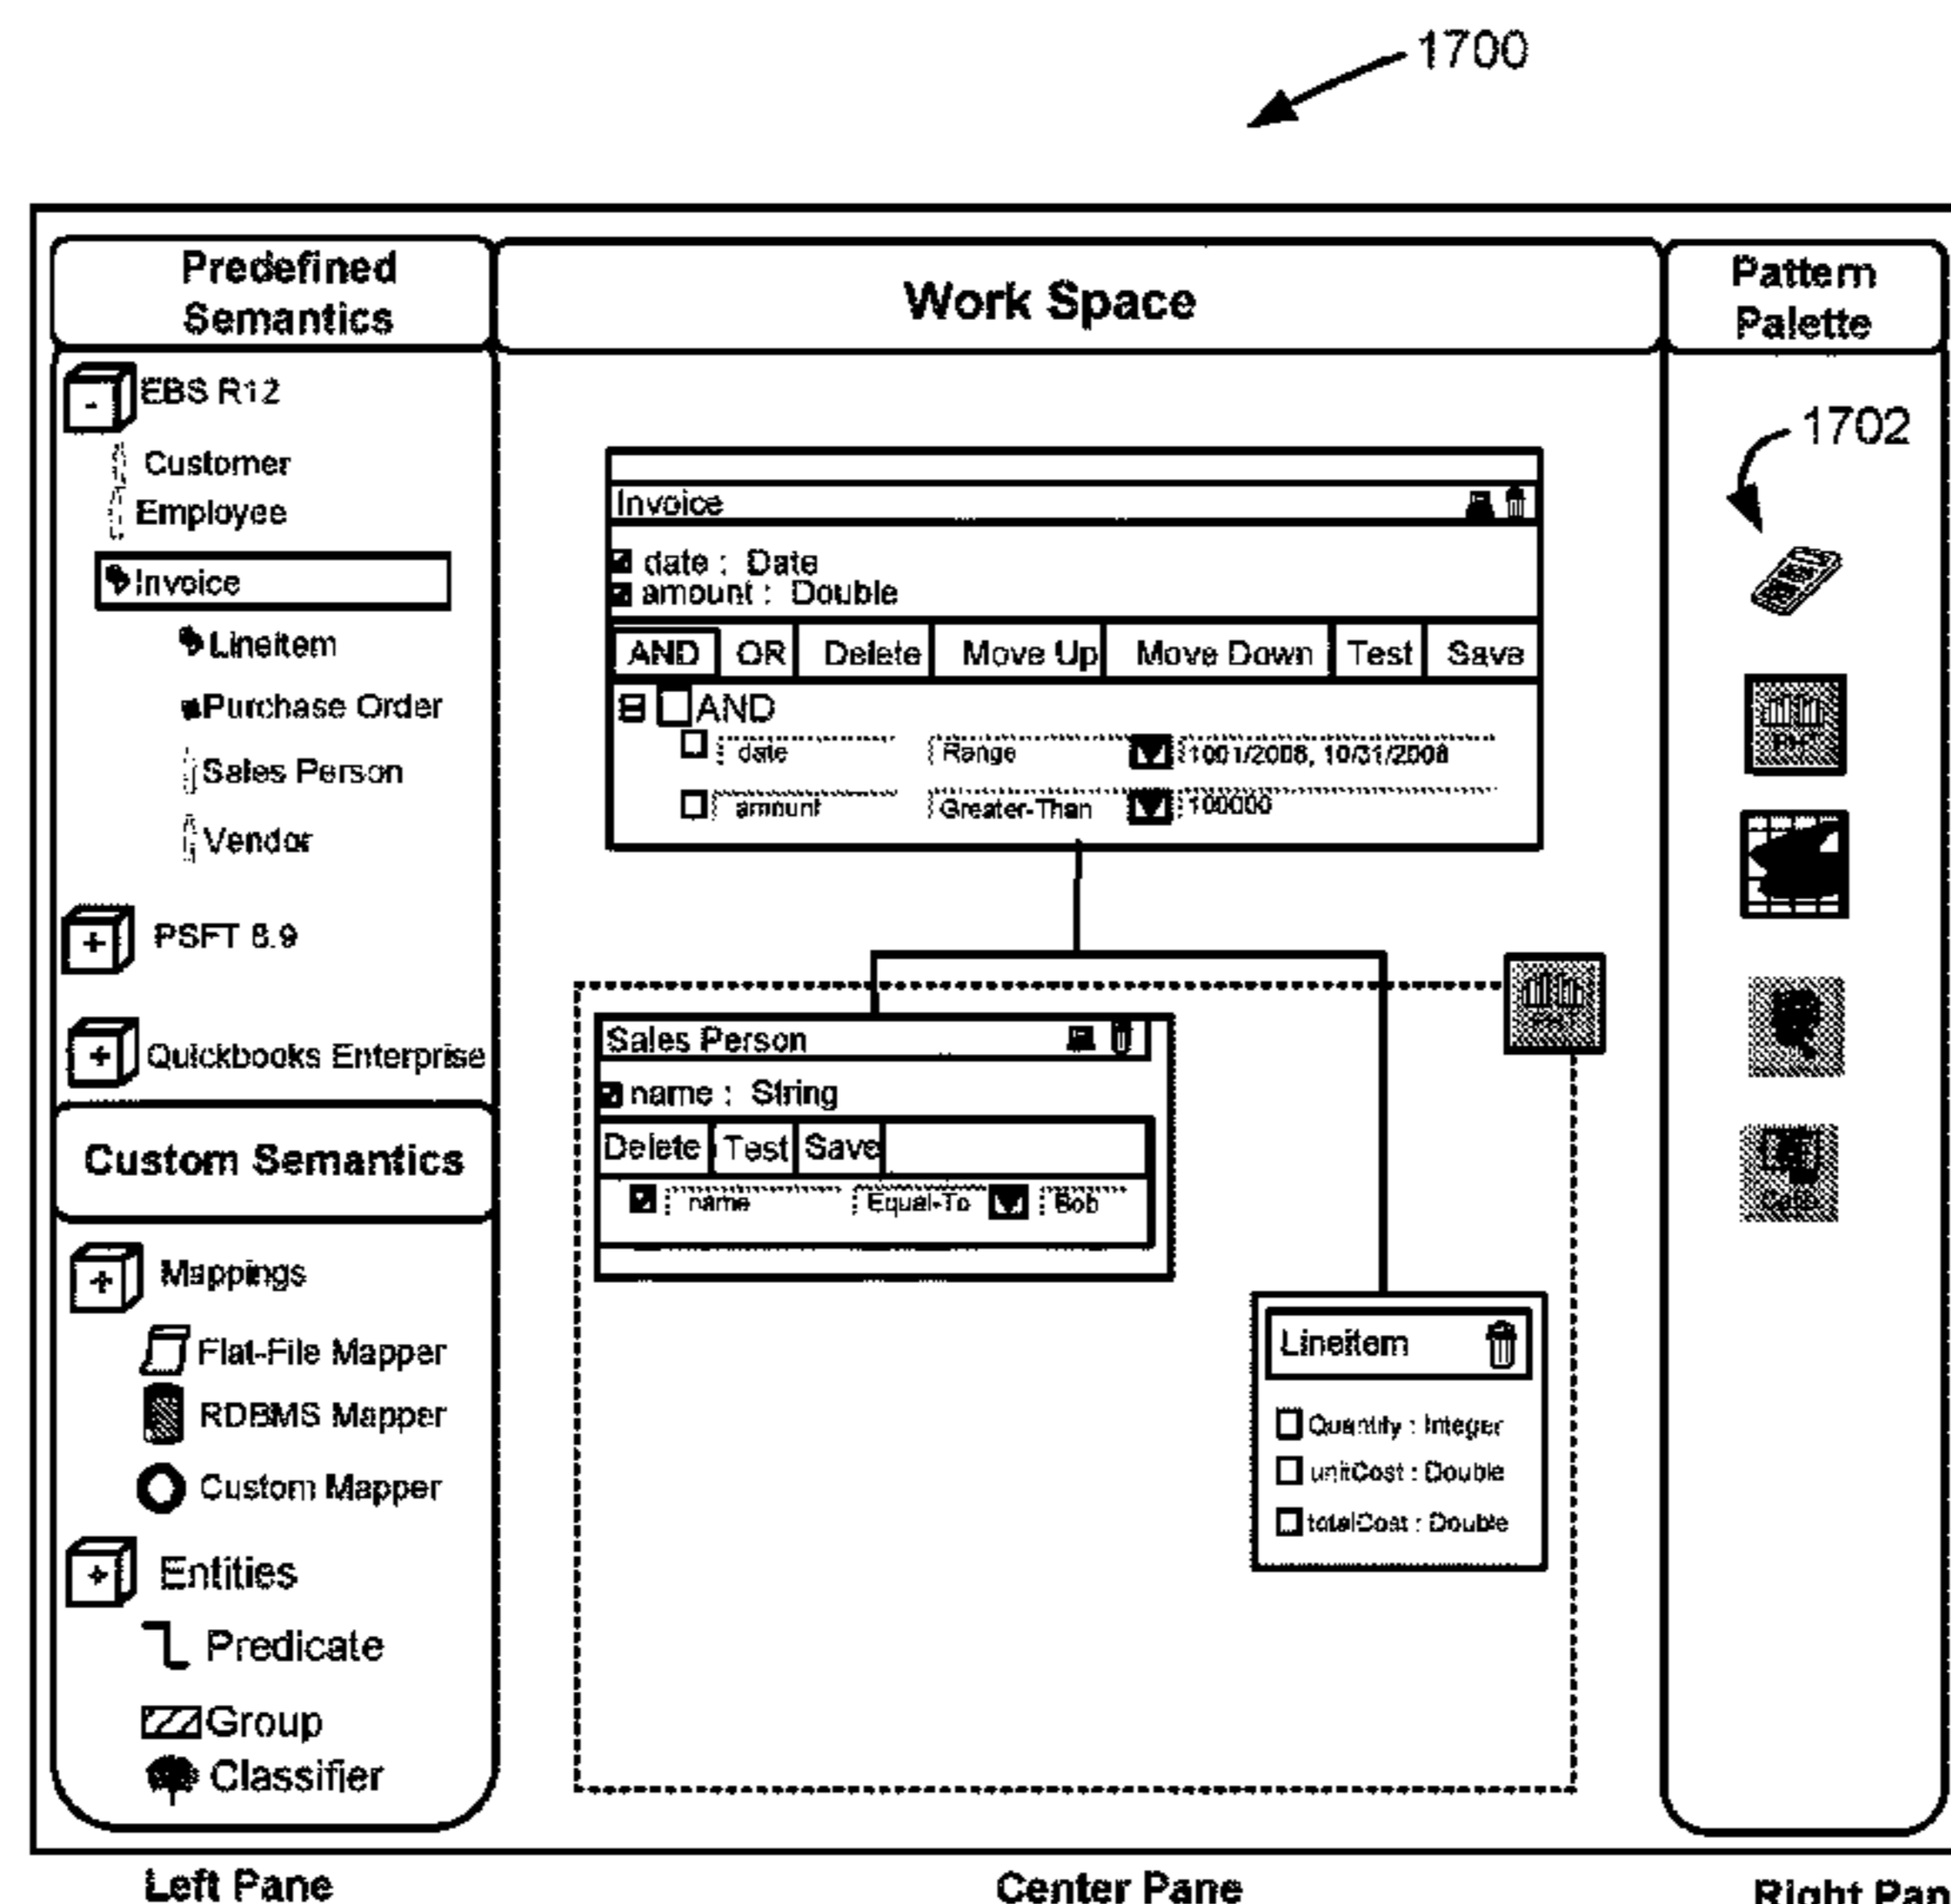 1700
Predefined
Semantics
EBS R12
Customer
Employee
Invoice
Lineitem
Purchase Order
Sales Person
Vendor
PSFT 8.9
Quickbooks Enterprise
Custom Semantics
Mappings
Flat-File Mapper
RDBMS Mapper
Custom Mapper
Entities
Predicate
Group
Classifier
Left Pane
Work Space
Invoice
date : Date
amount : Double
AND OR Delete Move Up Move Down Test Save
AND
date Range 1001/2008, 10/31/2008
amount Greater-Than 100000
Sales Person
name : String
Delete Test Save
name Equal-To Bob
Lineitem
Quantity : Integer
unitCost : Double
totalCost : Double
Center Pane
Pattern
Palette
1702
Right Pan